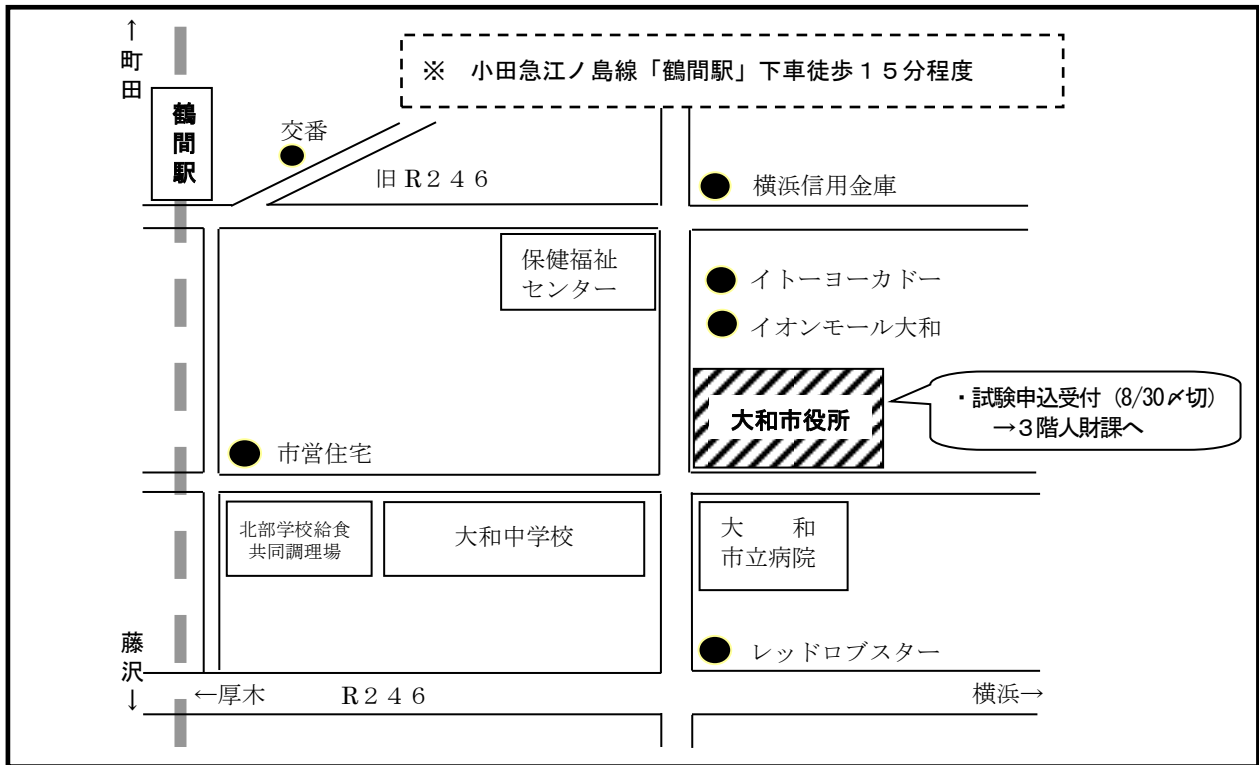 ↑
町
田
※　小田急江ノ島線「鶴間駅」下車徒歩１５分程度
鶴
間
駅
交番
旧Ｒ２４６
横浜信用金庫
保健福祉
センター
イトーヨーカドー
イオンモール大和
大和市役所
・試験申込受付（8/30〆切）
→３階人財課へ
市営住宅
北部学校給食
共同調理場
大和中学校
大　　和
市立病院
藤
沢
↓
レッドロブスター
←厚木
Ｒ２４６
横浜→